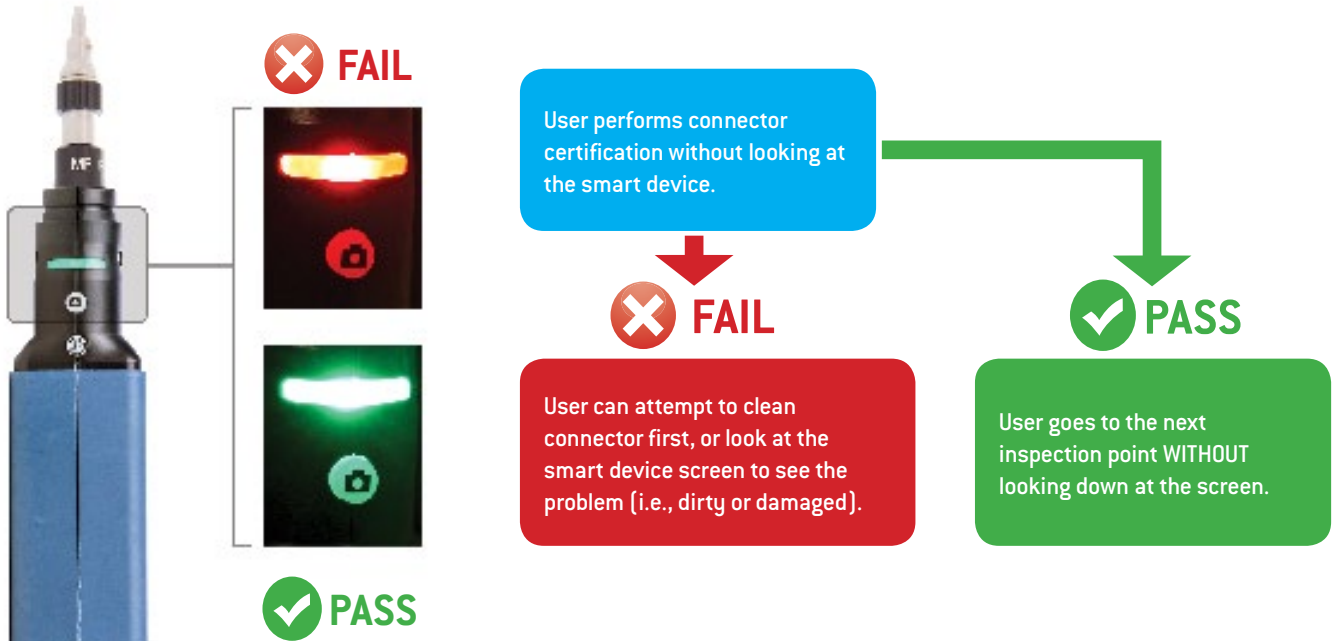 FAIL
MF
PASS
User performs connector
certification without looking at
the smart device.
FAIL
User can attempt to clean
connector first, or look at the
smart device screen to see the
problem (i.e., dirty or damaged).
PASS
User goes to the next
inspection point WITHOUT
looking down at the screen.